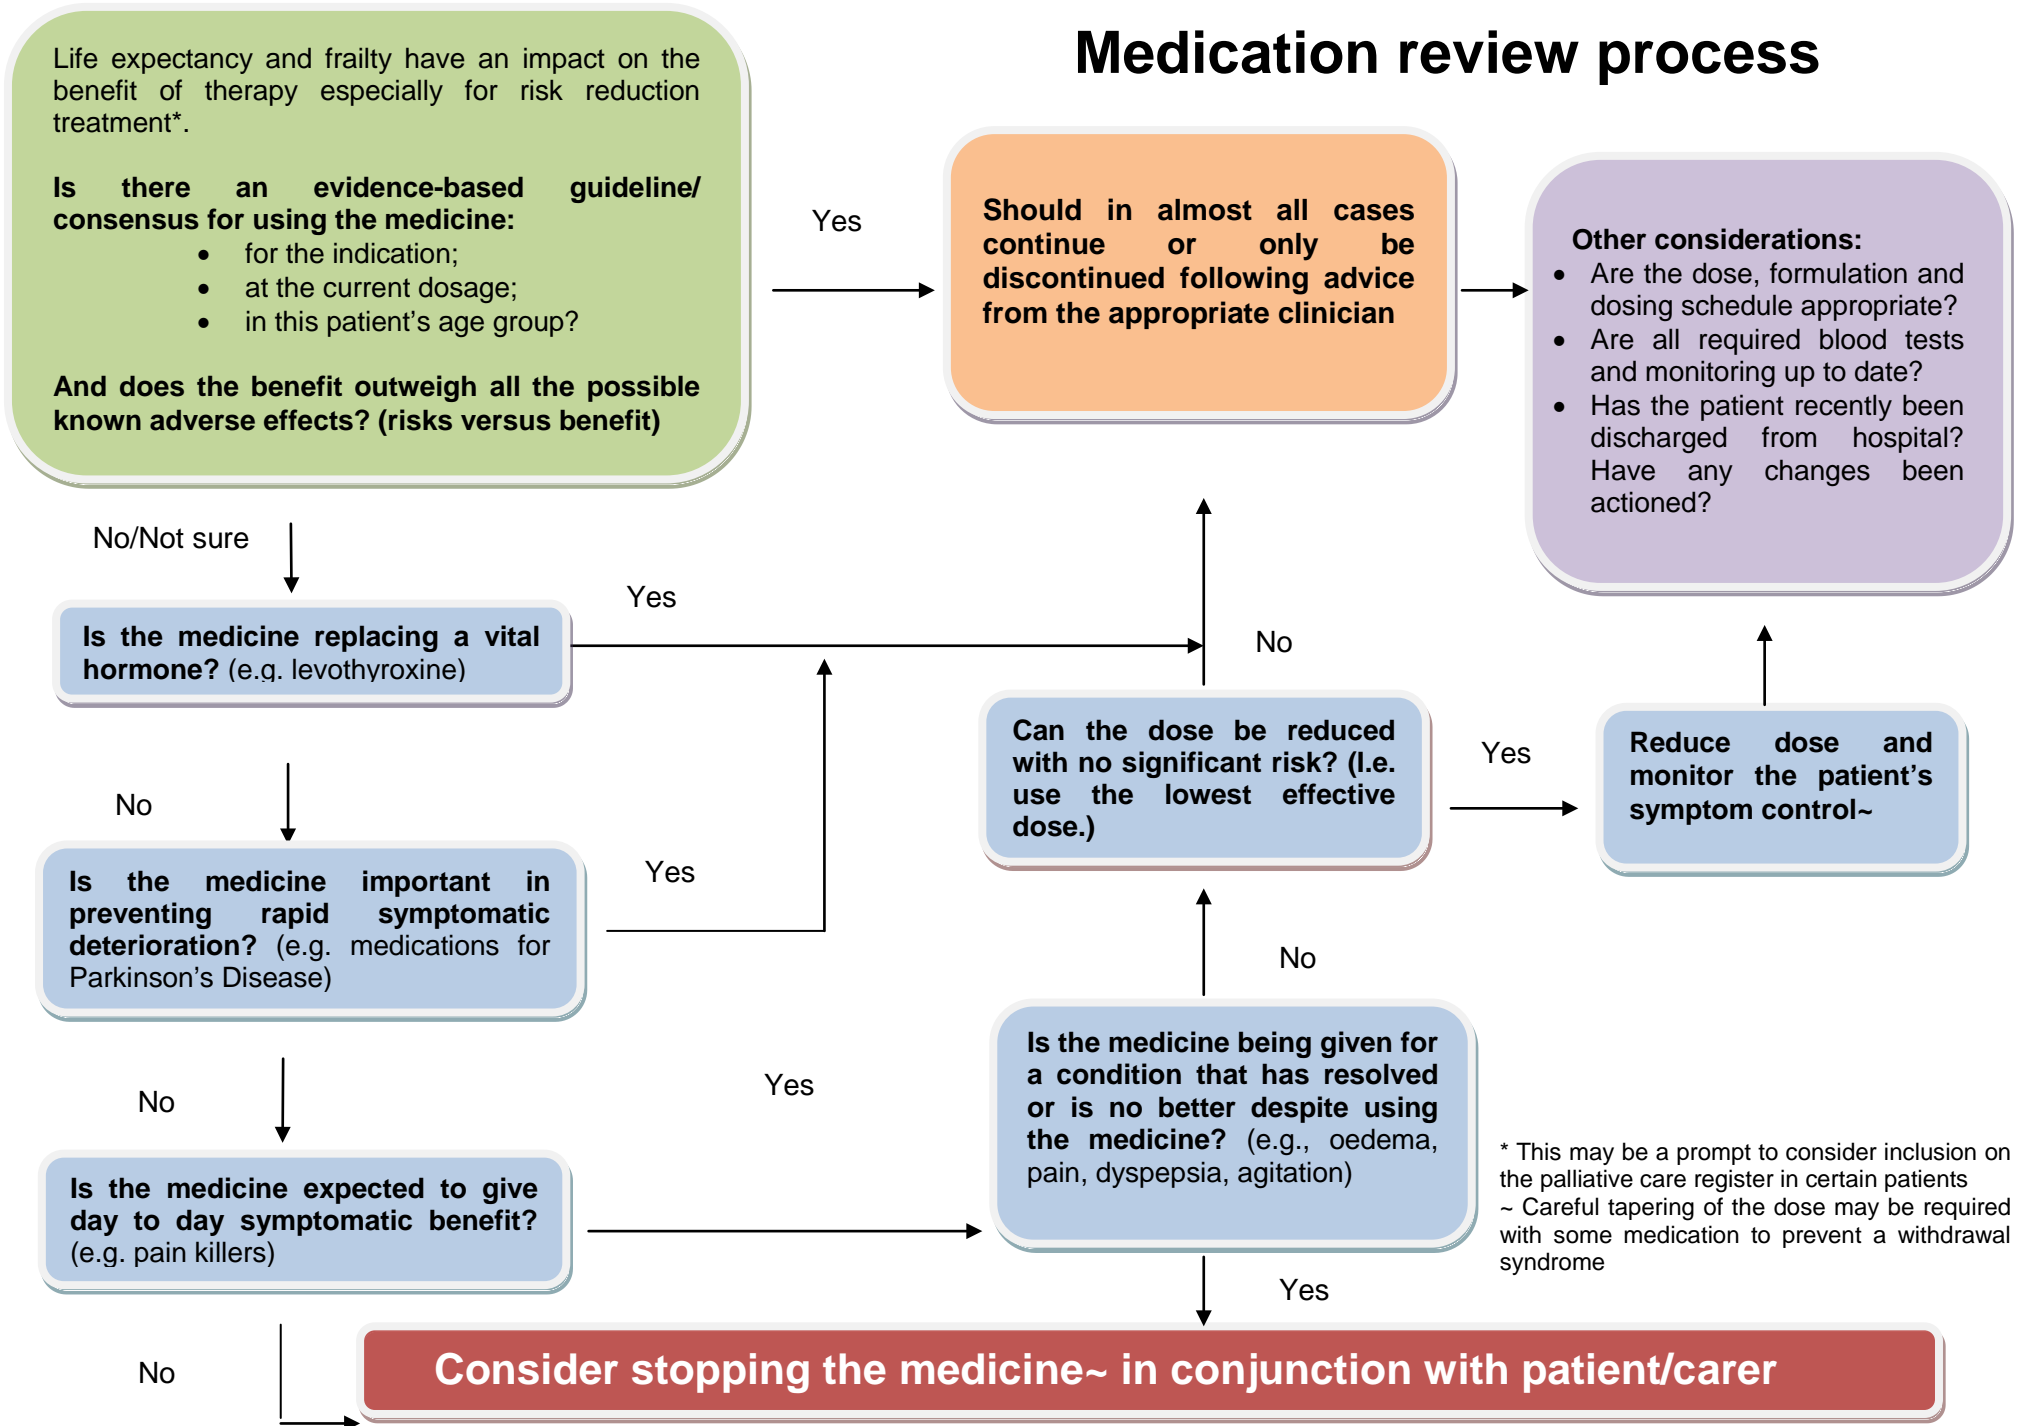 Medication review process
Life expectancy and frailty have an impact on the
benefit of therapy especially for risk reduction
treatment*.
Is there an evidence-based guideline/
consensus for using the medicine:
• for the indication;
• at the current dosage;
• in this patient's age group?
And does the benefit outweigh all the possible
known adverse effects? (risks versus benefit)
Yes
Should in almost all cases
continue or only be
discontinued following advice
from the appropriate clinician
Other considerations:
• Are the dose, formulation and
dosing schedule appropriate?
• Are all required blood tests
and monitoring up to date?
• Has the patient recently been
discharged from hospital?
Have any changes been
actioned?
No/Not sure
Is the medicine replacing a vital
hormone? (e.g. levothyroxine)
Yes
No
No
Can the dose be reduced
with no significant risk? (I.e.
use the lowest effective
dose.)
Yes
Reduce dose and
monitor the patient's
symptom control~
Is the medicine important in
preventing rapid symptomatic
deterioration? (e.g. medications for
Parkinson's Disease)
Yes
No
No
Is the medicine being given for
a condition that has resolved
or is no better despite using
the medicine? (e.g., oedema,
pain, dyspepsia, agitation)
Yes
Is the medicine expected to give
day to day symptomatic benefit?
(e.g. pain killers)
* This may be a prompt to consider inclusion on
the palliative care register in certain patients
~ Careful tapering of the dose may be required
with some medication to prevent a withdrawal
syndrome
Yes
No
Consider stopping the medicine~ in conjunction with patient/carer